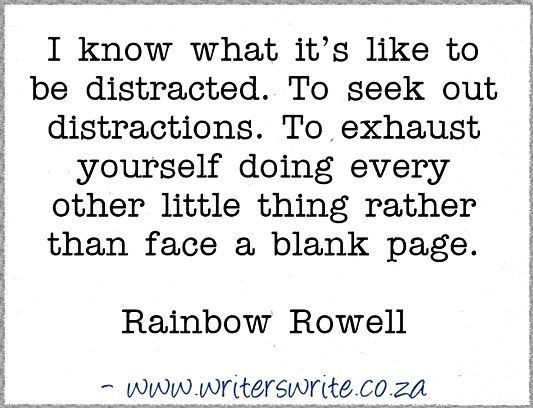 I know what it's like to
be distracted. To seek out
distractions. To exhaust
yourself doing every
other little thing rather
than face a blank page.
Rainbow Rowell
- www.writerswrite.co.za